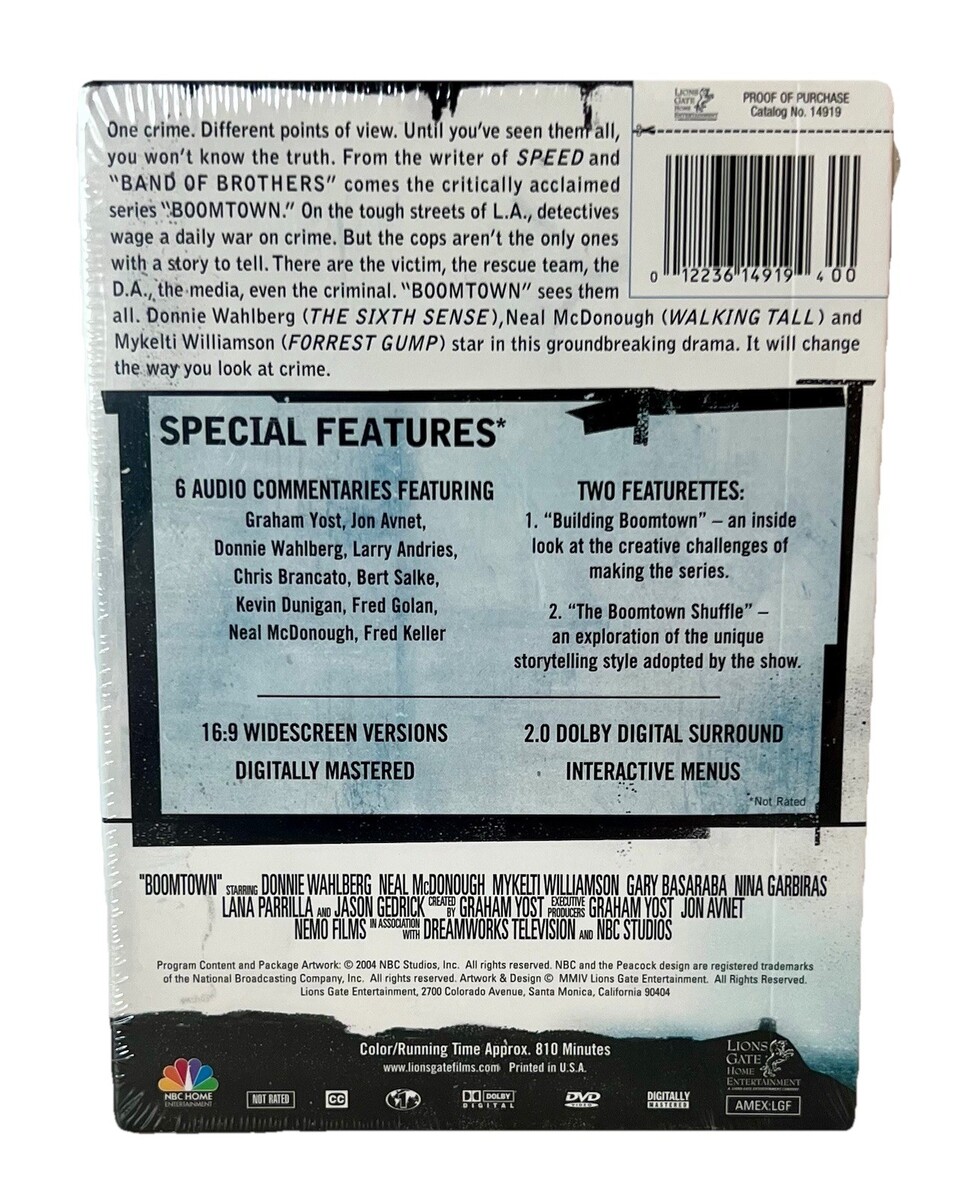 One crime. Different points of view. Until you've seen them all,
you won't know the truth. From the writer of SPEED and
"BAND OF BROTHERS" comes the critically acclaimed
series "BOOMTOWN." On the tough streets of L.A., detectives
wage a daily war on crime. But the cops aren't the only ones
with a story to tell. There are the victim, the rescue team, the
D.A., the media, even the criminal. "BOOMTOWN" sees them
all. Donnie Wahlberg (THE SIXTH SENSE), Neal McDonough (WALKING TALL) and
Mykelti Williamson (FORREST GUMP) star in this groundbreaking drama. It will change
the way you look at crime.
LIONS
GATE
HOME
ENTERTAINMENT
PROOF OF PURCHASE
Catalog No. 14919
0 12236 14919 400
SPECIAL FEATURES*
6 AUDIO COMMENTARIES FEATURING
Graham Yost, Jon Avnet,
Donnie Wahlberg, Larry Andries,
Chris Brancato, Bert Salke,
Kevin Dunigan, Fred Golan,
Neal McDonough, Fred Keller
TWO FEATURETTES:
1. "Building Boomtown" – an inside
look at the creative challenges of
making the series.
2. "The Boomtown Shuffle" –
an exploration of the unique
storytelling style adopted by the show.
16:9 WIDESCREEN VERSIONS
DIGITALLY MASTERED
2.0 DOLBY DIGITAL SURROUND
INTERACTIVE MENUS
*Not Rated
"BOOMTOWN" STARRING DONNIE WAHLBERG NEAL McDONOUGH MYKELTI WILLIAMSON GARY BASARABA NINA GARBIRAS
LANA PARRILLA AND JASON GEDRICK CREATED BY GRAHAM YOST EXECUTIVE PRODUCERS GRAHAM YOST JON AVNET
NEMO FILMS IN ASSOCIATION WITH DREAMWORKS TELEVISION AND NBC STUDIOS
Program Content and Package Artwork: © 2004 NBC Studios, Inc. All rights reserved. NBC and the Peacock design are registered trademarks
of the National Broadcasting Company, Inc. All rights reserved. Artwork & Design © MMIV Lions Gate Entertainment. All Rights Reserved.
Lions Gate Entertainment, 2700 Colorado Avenue, Santa Monica, California 90404
Color/Running Time Approx. 810 Minutes
www.lionsgatefilms.com Printed in U.S.A.
NBC HOME
ENTERTAINMENT
NOT RATED
CC
DOLBY
DIGITAL
DVD
VIDEO
DIGITALLY
MASTERED
LIONS
GATE
HOME
ENTERTAINMENT
AMEX:LGF